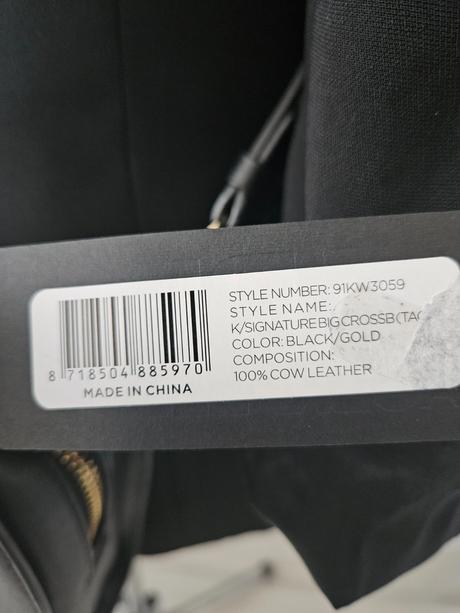 8 718504 885970
MADE IN CHINA
STYLE NUMBER: 91KW3059
STYLE NAME:
K/SIGNATURE BIG CROSSB (TAG
COLOR: BLACK/GOLD
COMPOSITION:
100% COW LEATHER